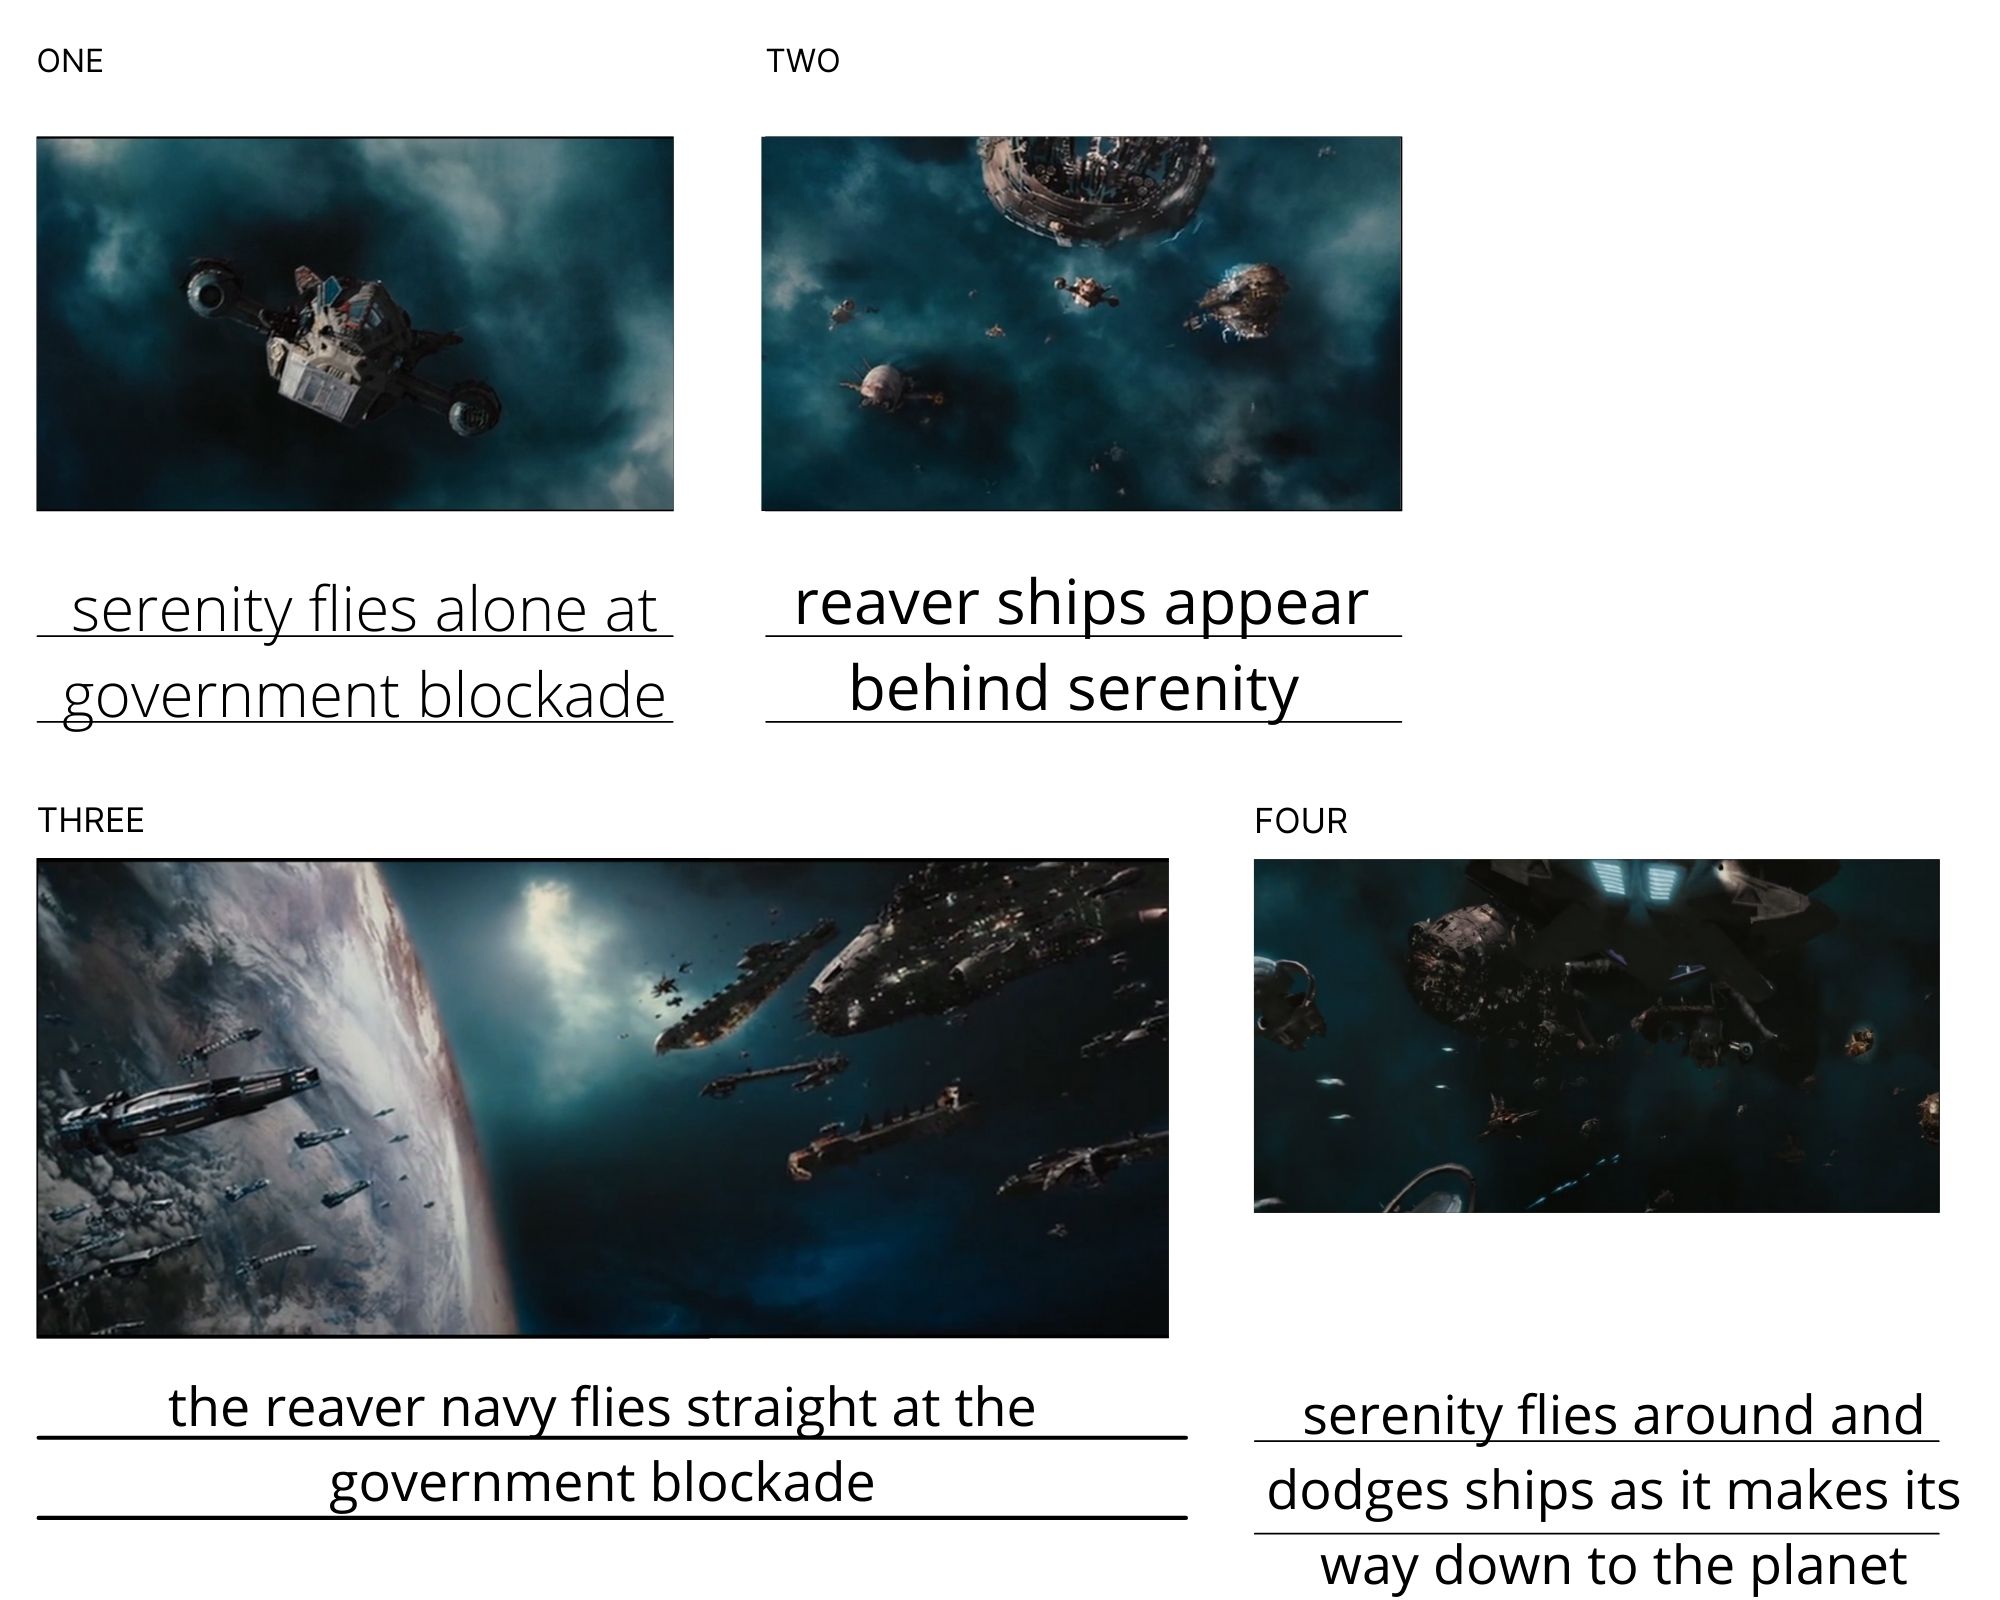 ONE
TWO
serenity flies alone at
government blockade
reaver ships appear
behind serenity
THREE
FOUR
the reaver navy flies straight at the
government blockade
serenity flies around and
dodges ships as it makes its
way down to the planet